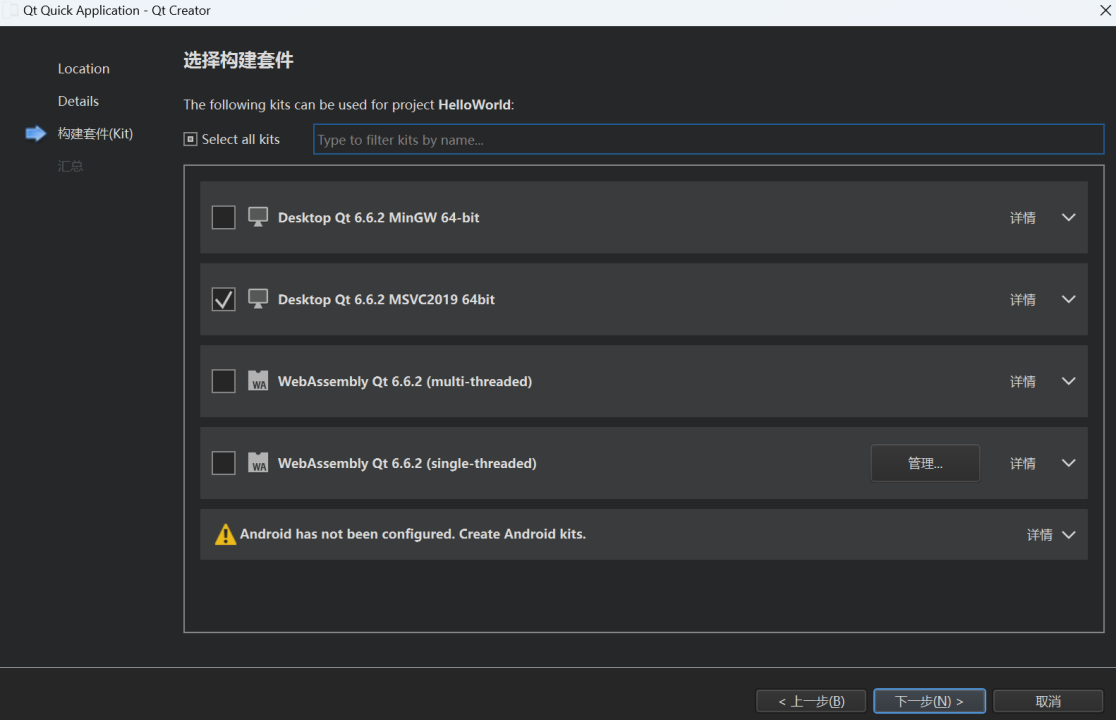 Qt Quick Application - Qt Creator
选择构建套件
Location
Details
构建套件(Kit)
汇总
The following kits can be used for project HelloWorld:
Select all kits
Type to filter kits by name...
Desktop Qt 6.6.2 MinGW 64-bit 详情
Desktop Qt 6.6.2 MSVC2019 64bit 详情
WA WebAssembly Qt 6.6.2 (multi-threaded) 详情
WA WebAssembly Qt 6.6.2 (single-threaded) 管理... 详情
Android has not been configured. Create Android kits. 详情
< 上一步(B) 下一步(N) > 取消